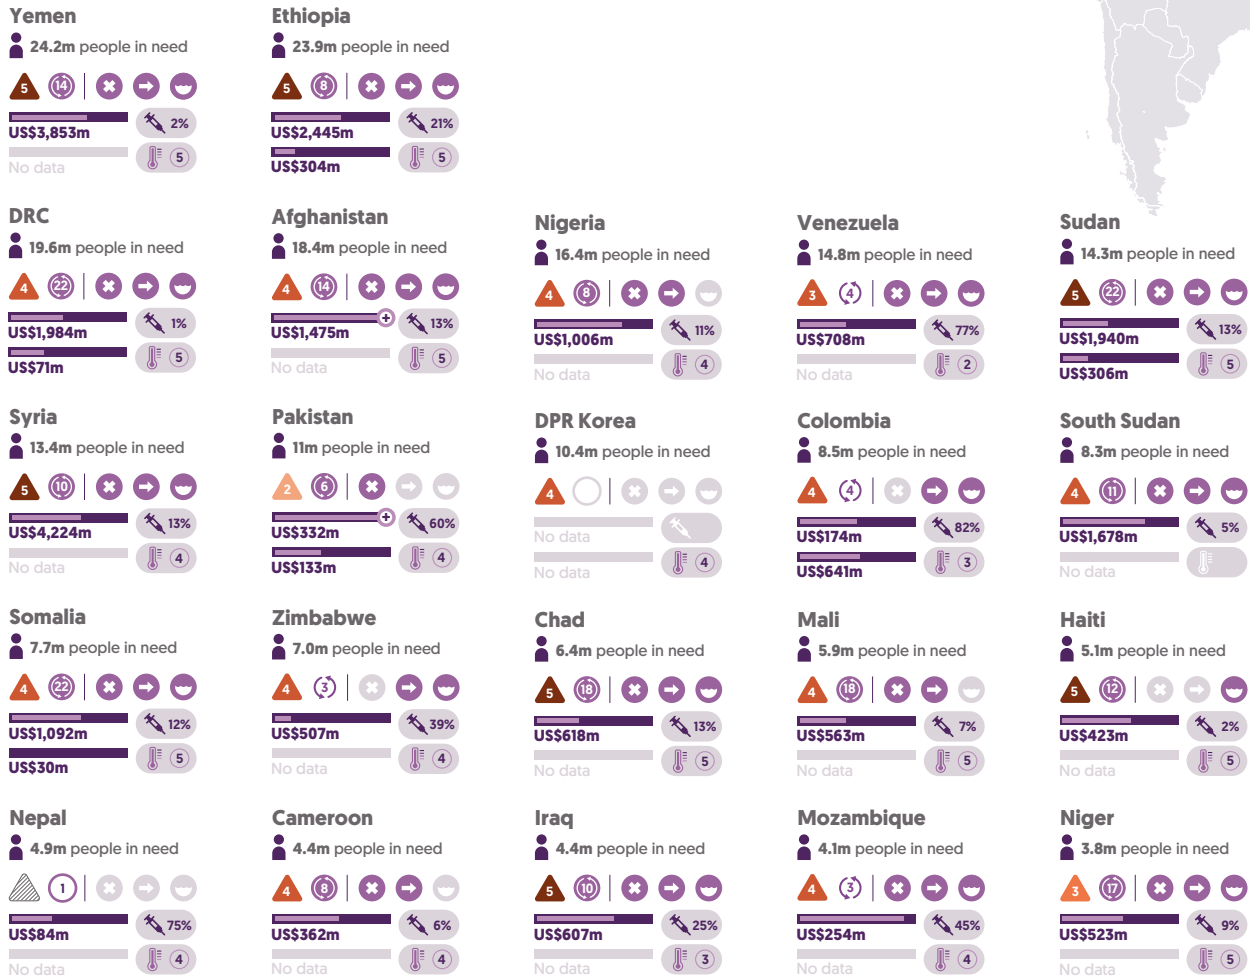 Yemen
24.2m people in need
5 14
US$3,853m 2%
No data 5
Ethiopia
23.9m people in need
5 8
US$2,445m 21%
US$304m 5
DRC
19.6m people in need
4 22
US$1,984m 1%
US$71m 5
Afghanistan
18.4m people in need
4 14
US$1,475m 13%
No data 5
Nigeria
16.4m people in need
4 8
US$1,006m 11%
No data 4
Venezuela
14.8m people in need
3 4
US$708m 77%
No data 2
Sudan
14.3m people in need
5 22
US$1,940m 13%
US$306m 5
Syria
13.4m people in need
5 10
US$4,224m 13%
No data 4
Pakistan
11m people in need
2 6
US$332m 60%
US$133m 4
DPR Korea
10.4m people in need
4
No data
No data 4
Colombia
8.5m people in need
4 4
US$174m 82%
US$641m 3
South Sudan
8.3m people in need
4 11
US$1,678m 5%
No data
Somalia
7.7m people in need
4 22
US$1,092m 12%
US$30m 5
Zimbabwe
7.0m people in need
4 3
US$507m 39%
No data 4
Chad
6.4m people in need
5 18
US$618m 13%
No data 5
Mali
5.9m people in need
4 18
US$563m 7%
No data 5
Haiti
5.1m people in need
5 12
US$423m 2%
No data 5
Nepal
4.9m people in need
1
US$84m 75%
No data 4
Cameroon
4.4m people in need
4 8
US$362m 6%
No data 4
Iraq
4.4m people in need
5 10
US$607m 25%
No data 3
Mozambique
4.1m people in need
4 3
US$254m 45%
No data 4
Niger
3.8m people in need
3 17
US$523m 9%
No data 5